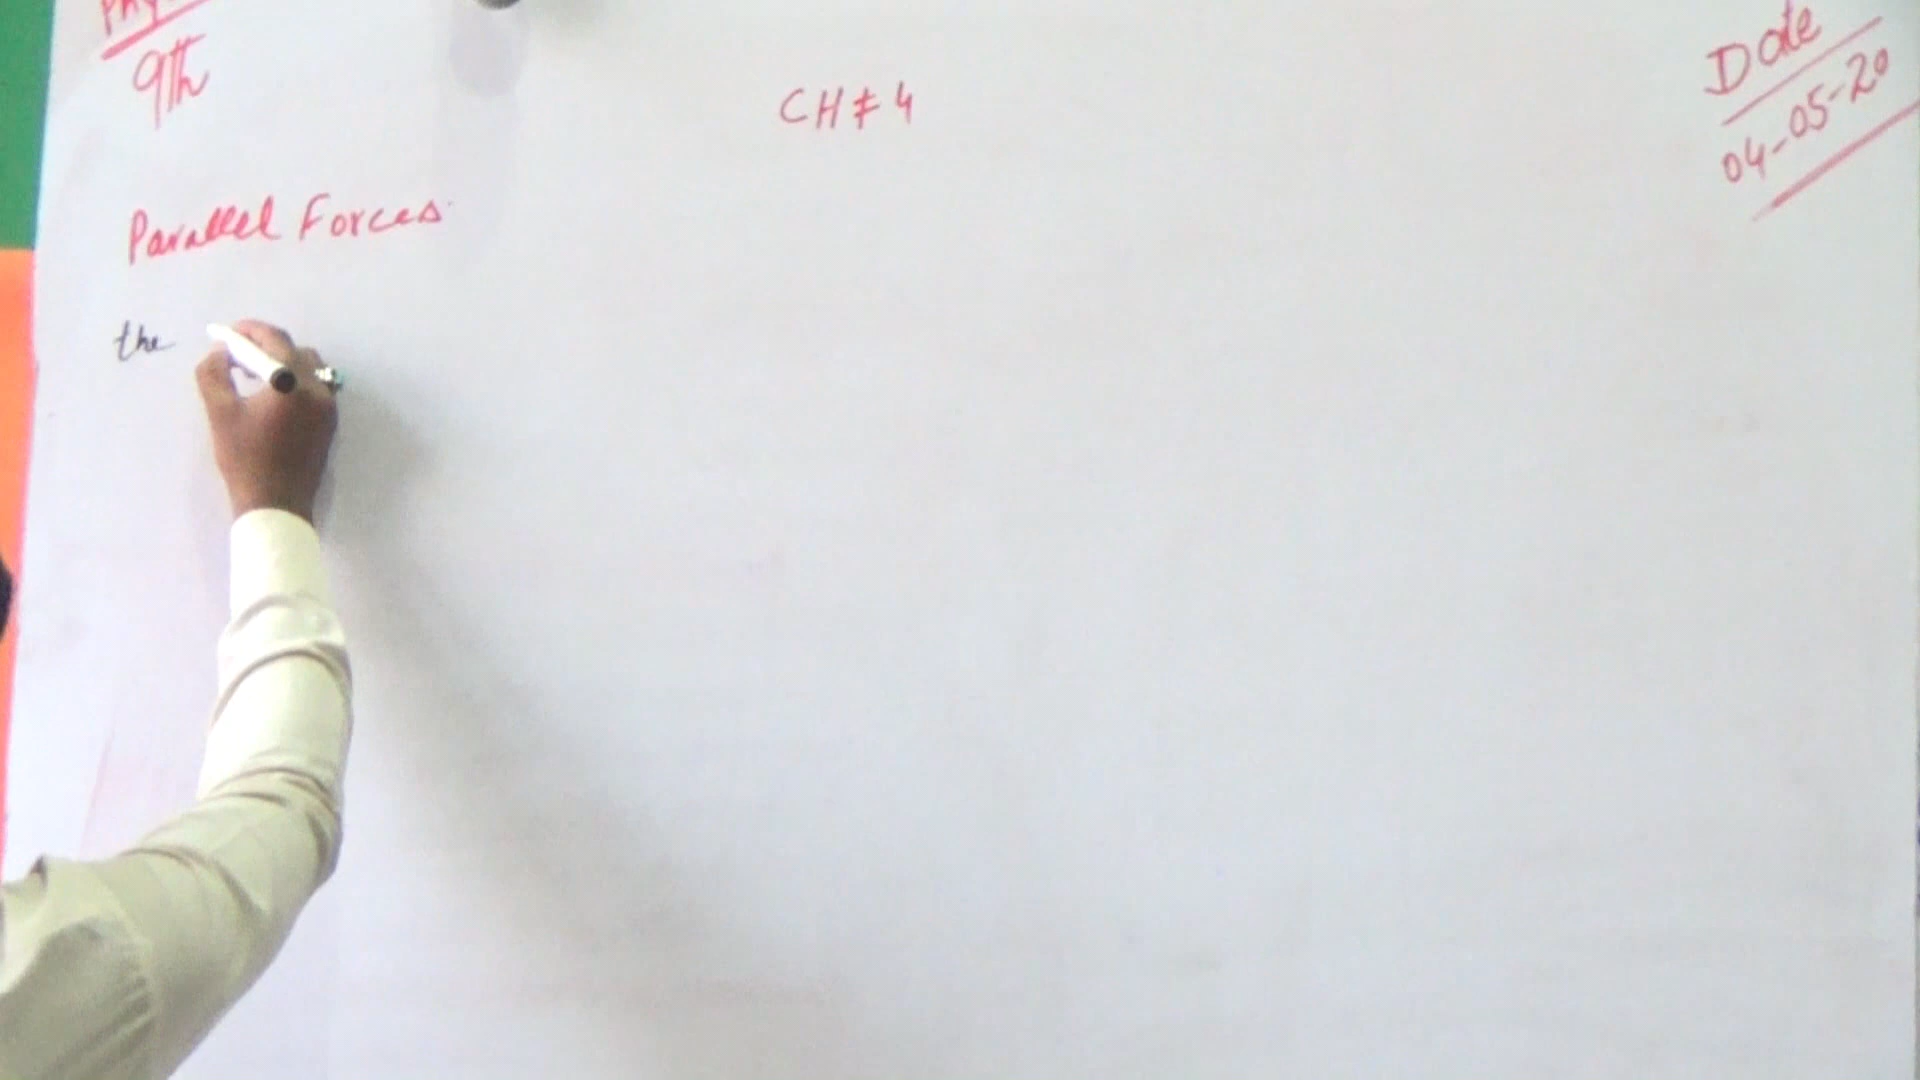 9th
CH # 4
Date
04-05-20
Parallel Forces.
the